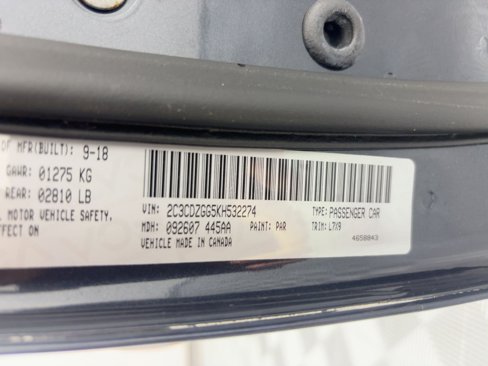 OF MFR(BUILT): 9-18
GAWR: 01275 KG
REAR: 02810 LB
MOTOR VEHICLE SAFETY,
EFFECT ON
VIN: 2C3CDZGG5KH532274
TYPE: PASSENGER CAR
MDH: 092607 445AA
PAINT: PAR
TRIM: L7X9
VEHICLE MADE IN CANADA
4658843